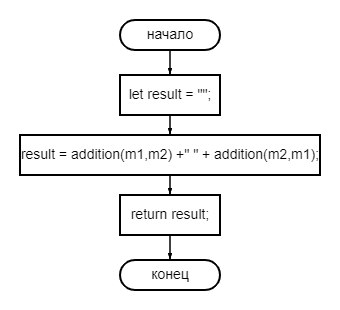 начало
let result = "";
result = addition(m1,m2) +" " + addition(m2,m1);
return result;
конец